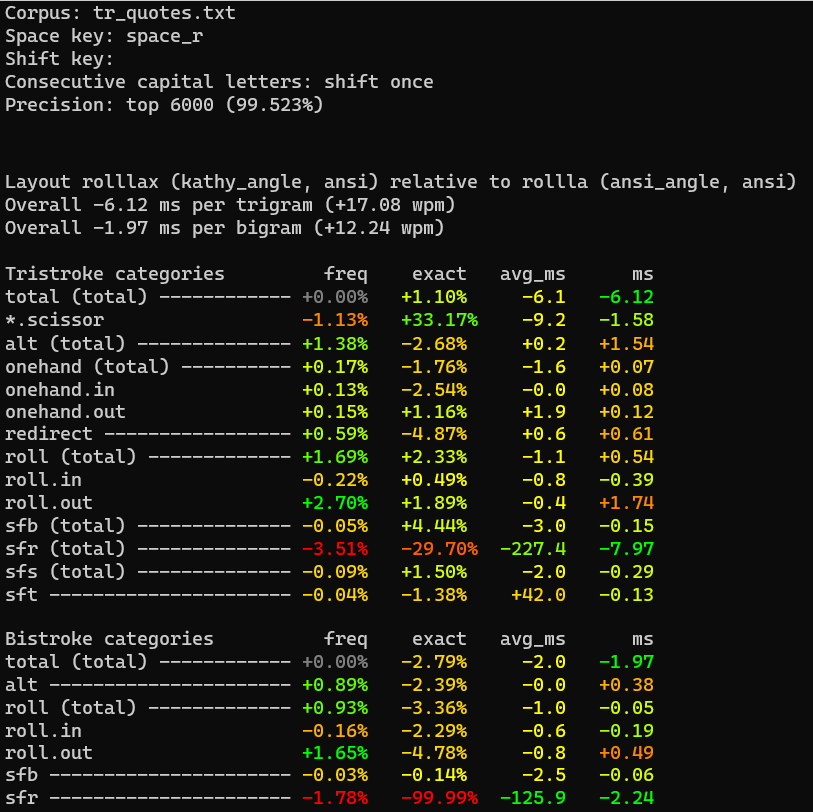 Corpus: tr_quotes.txt
Space key: space_r
Shift key:
Consecutive capital letters: shift once
Precision: top 6000 (99.523%)
Layout rolllax (kathy_angle, ansi) relative to rollla (ansi_angle, ansi)
Overall -6.12 ms per trigram (+17.08 wpm)
Overall -1.97 ms per bigram (+12.24 wpm)
Tristroke categories freq exact avg_ms ms
total (total) ------------ +0.00% +1.10% -6.1 -6.12
*.scissor -1.13% +33.17% -9.2 -1.58
alt (total) -------------- +1.38% -2.68% +0.2 +1.54
onehand (total) ---------- +0.17% -1.76% -1.6 +0.07
onehand.in +0.13% -2.54% -0.0 +0.08
onehand.out +0.15% +1.16% +1.9 +0.12
redirect ----------------- +0.59% -4.87% +0.6 +0.61
roll (total) ------------- +1.69% +2.33% -1.1 +0.54
roll.in -0.22% +0.49% -0.8 -0.39
roll.out +2.70% +1.89% -0.4 +1.74
sfb (total) -------------- -0.05% +4.44% -3.0 -0.15
sfr (total) -------------- -3.51% -29.70% -227.4 -7.97
sfs (total) -------------- -0.09% +1.50% -2.0 -0.29
sft ---------------------- -0.04% -1.38% +42.0 -0.13
Bistroke categories freq exact avg_ms ms
total (total) ------------ +0.00% -2.79% -2.0 -1.97
alt ---------------------- +0.89% -2.39% -0.0 +0.38
roll (total) ------------- +0.93% -3.36% -1.0 -0.05
roll.in -0.16% -2.29% -0.6 -0.19
roll.out +1.65% -4.78% -0.8 +0.49
sfb ---------------------- -0.03% -0.14% -2.5 -0.06
sfr ---------------------- -1.78% -99.99% -125.9 -2.24